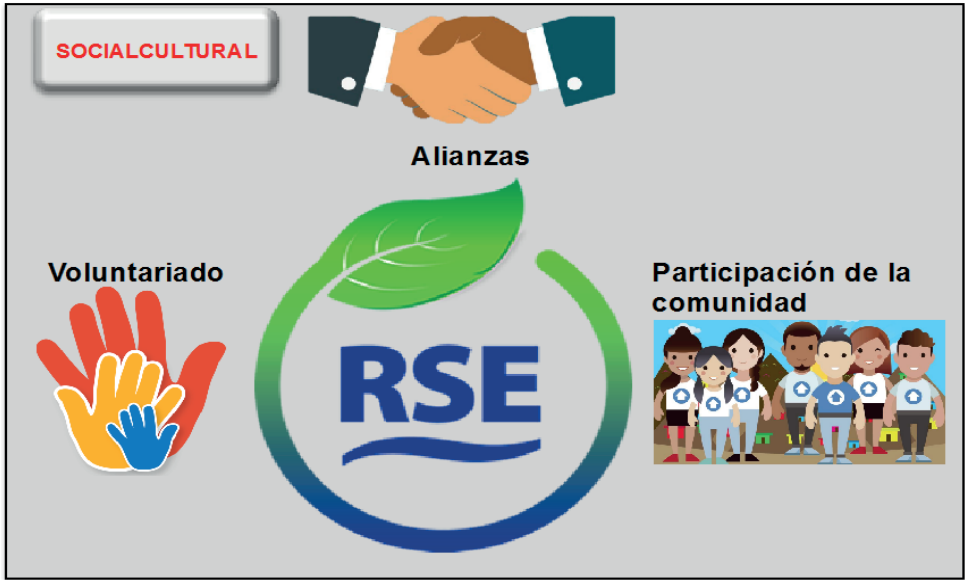 SOCIALCULTURAL
Alianzas
Voluntariado
Participación de la
comunidad
RSE